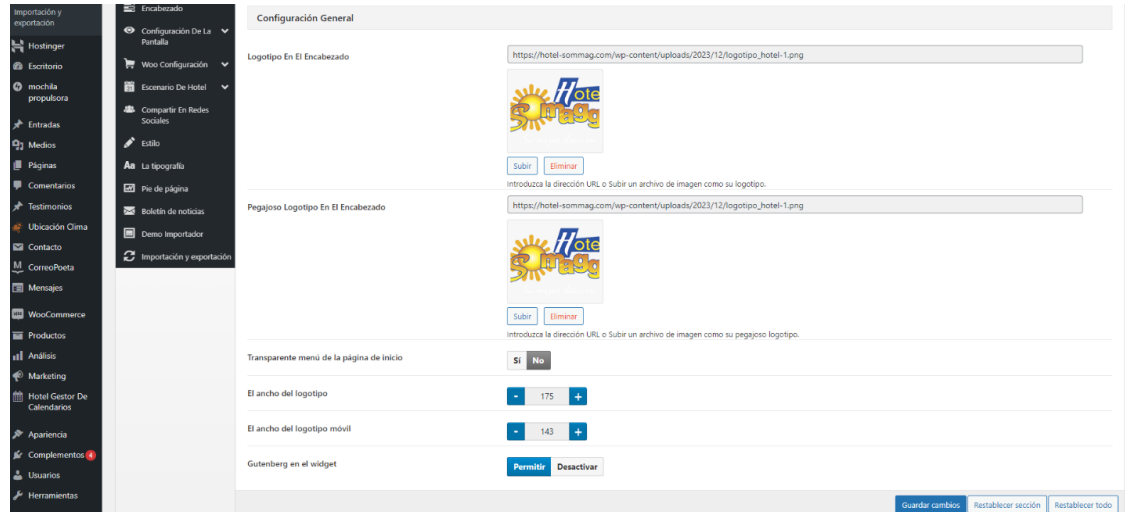 Importación y
exportación
Hostinger
Escritorio
mochila
propulsora
Entradas
Medios
Páginas
Comentarios
Testimonios
Ubicación Clima
Contacto
CorreoPoeta
Mensajes
WooCommerce
Productos
Análisis
Marketing
Hotel Gestor De
Calendarios
Apariencia
Complementos 4
Usuarios
Herramientas
Encabezado
Configuración De La
Pantalla
Woo Configuración
Escenario De Hotel
Compartir En Redes
Sociales
Estilo
Aa La tipografía
Pie de página
Boletín de noticias
Demo Importador
Importación y exportación
Configuración General
Logotipo En El Encabezado
https://hotel-sommag.com/wp-content/uploads/2023/12/logotipo_hotel-1.png
Hote
Somagg
Subir Eliminar
Introduzca la dirección URL o Subir un archivo de imagen como su logotipo.
Pegajoso Logotipo En El Encabezado
https://hotel-sommag.com/wp-content/uploads/2023/12/logotipo_hotel-1.png
Hote
Somagg
Subir Eliminar
Introduzca la dirección URL o Subir un archivo de imagen como su pegajoso logotipo.
Transparente menú de la página de inicio
Sí No
El ancho del logotipo
- 175 +
El ancho del logotipo móvil
- 143 +
Gutenberg en el widget
Permitir Desactivar
Guardar cambios Restablecer sección Restablecer todo